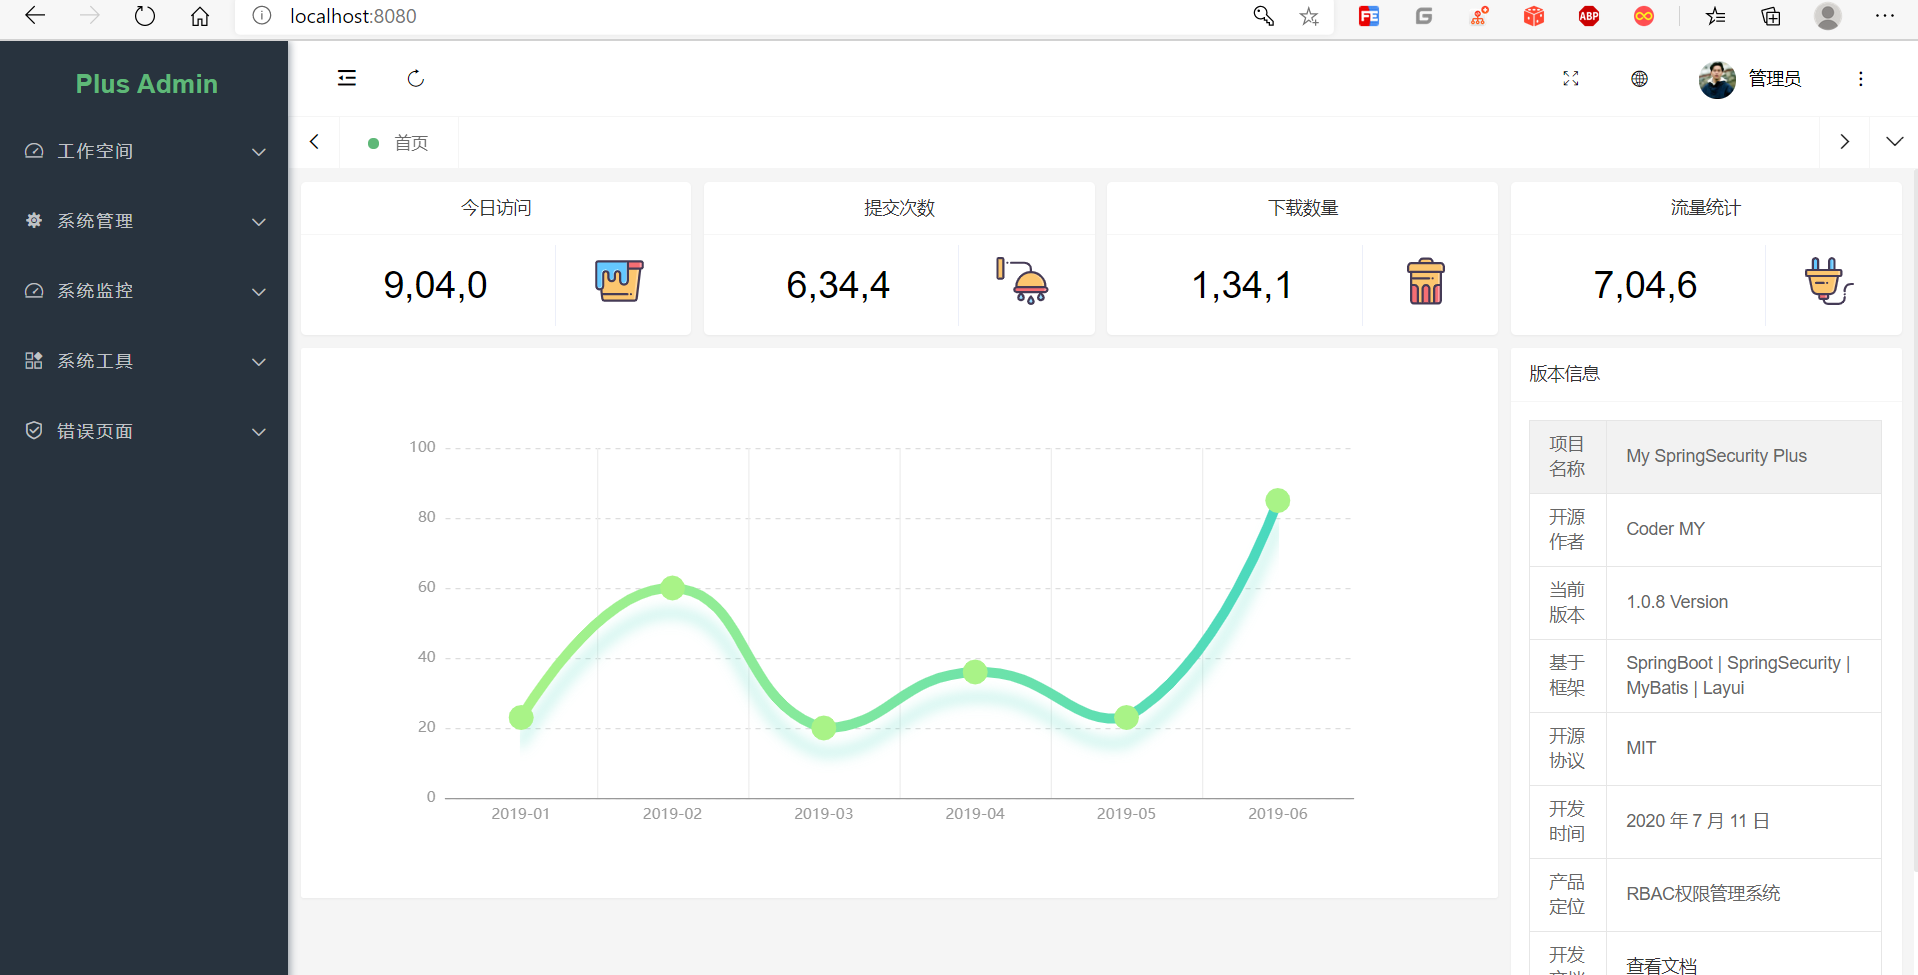 localhost:8080
FE
G
ABP
Plus Admin
管理员
工作空间
系统管理
系统监控
系统工具
错误页面
首页
今日访问
9,04,0
提交次数
6,34,4
下载数量
1,34,1
流量统计
7,04,6
100
80
60
40
20
0
2019-01
2019-02
2019-03
2019-04
2019-05
2019-06
版本信息
项目
名称
My SpringSecurity Plus
开源
作者
Coder MY
当前
版本
1.0.8 Version
基于
框架
SpringBoot | SpringSecurity |
MyBatis | Layui
开源
协议
MIT
开发
时间
2020 年 7 月 11 日
产品
定位
RBAC权限管理系统
开发
查看文档